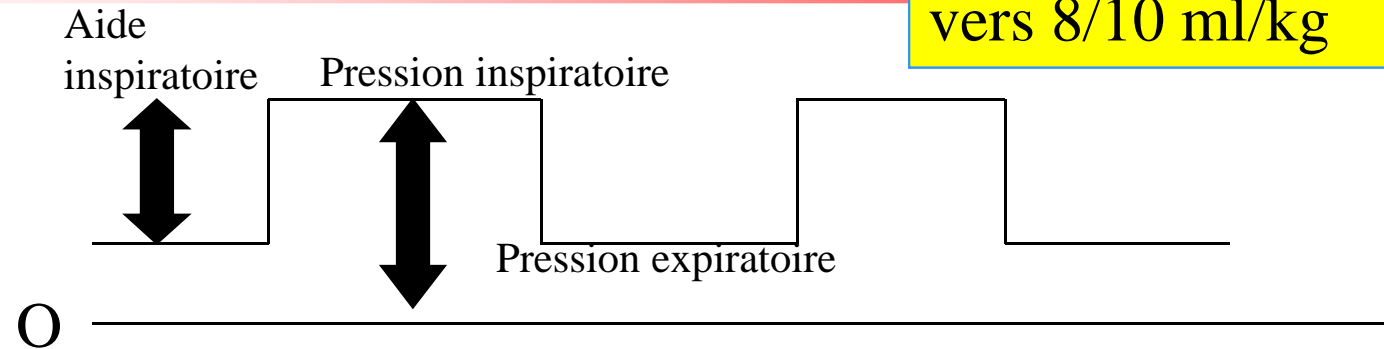 vers 8/10 ml/kg
Aide
inspiratoire
Pression inspiratoire
Pression expiratoire
O